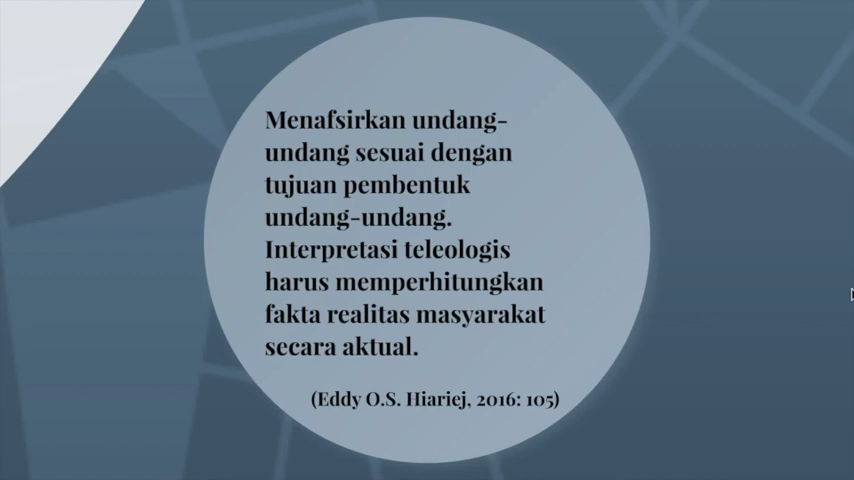 Menafsirkan undang-
undang sesuai dengan
tujuan pembentuk
undang-undang.
Interpretasi teleologis
harus memperhitungkan
fakta realitas masyarakat
secara aktual.
(Eddy O.S. Hiariej, 2016: 105)